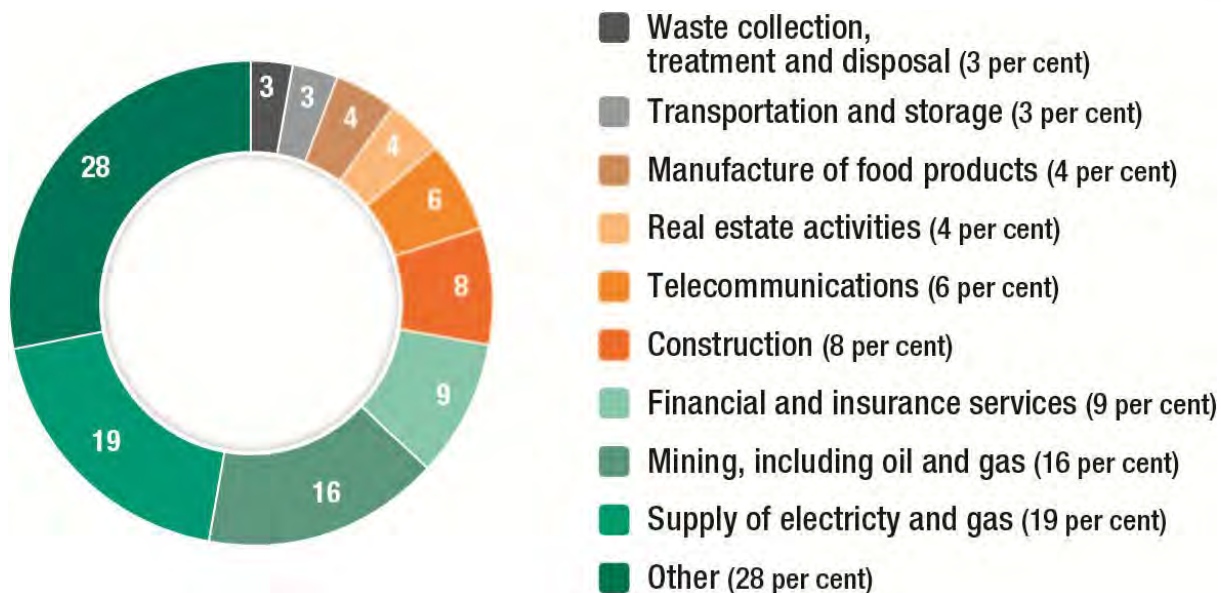 3
3
4
4
6
8
9
16
19
28
Waste collection,
treatment and disposal (3 per cent)
Transportation and storage (3 per cent)
Manufacture of food products (4 per cent)
Real estate activities (4 per cent)
Telecommunications (6 per cent)
Construction (8 per cent)
Financial and insurance services (9 per cent)
Mining, including oil and gas (16 per cent)
Supply of electricty and gas (19 per cent)
Other (28 per cent)